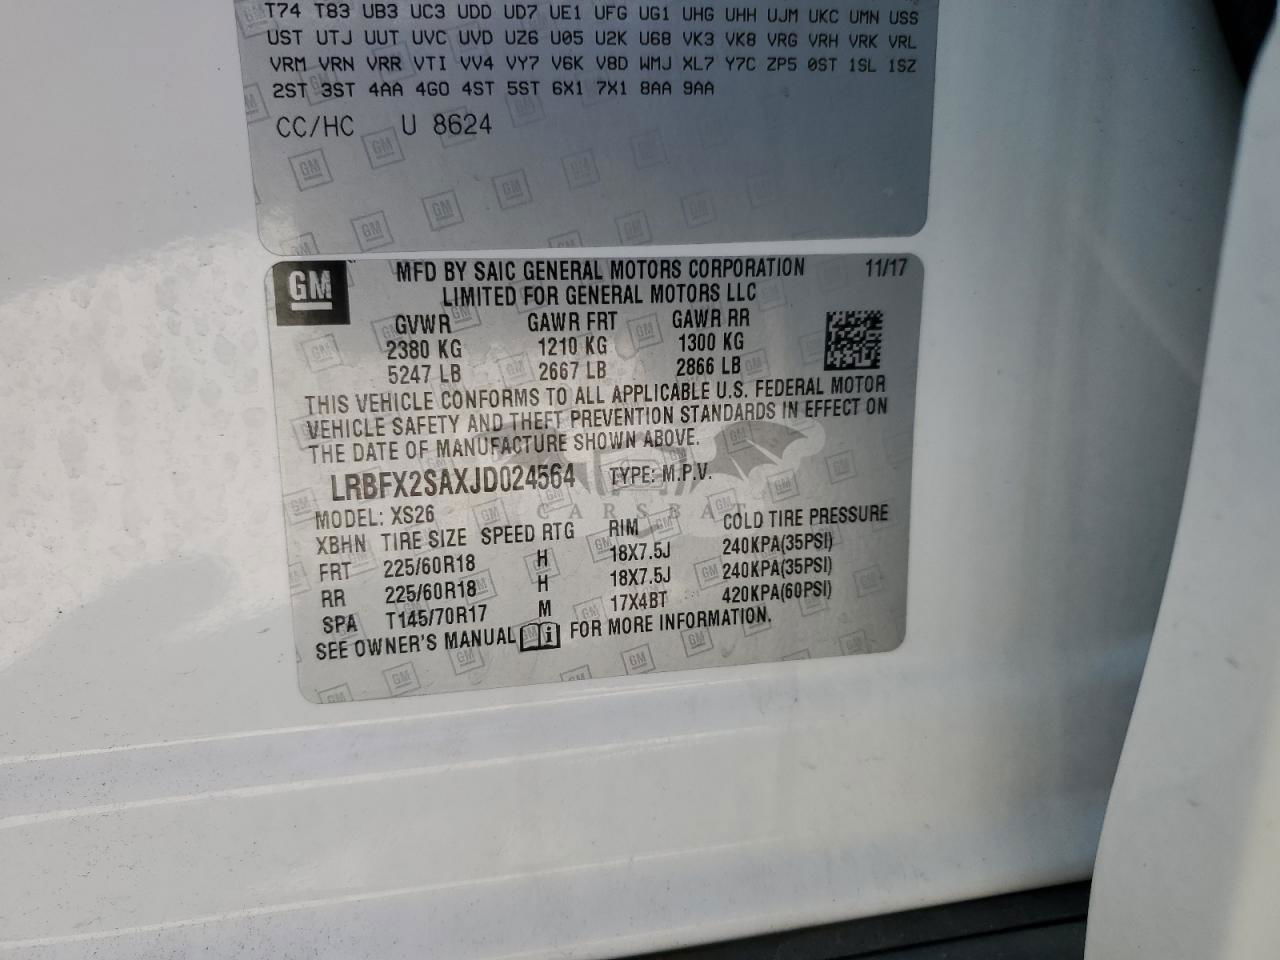 T74 T83 UB3 UC3 UDD UD7 UE1 UFG UG1 UHG UHH UJM UKC UMN USS
UST UTJ UUT UVC UVD UZ6 U05 U2K U68 VK3 VK8 VRG VRH VRK VRL
VRM VRN VRR VTI VV4 VY7 V6K V8D WMJ XL7 Y7C ZP5 0ST 1SL 1SZ
2ST 3ST 4AA 4G0 4ST 5ST 6X1 7X1 8AA 9AA
CC/HC U 8624
GM MFD BY SAIC GENERAL MOTORS CORPORATION 11/17
LIMITED FOR GENERAL MOTORS LLC
GVWR GAWR FRT GAWR RR
2380 KG 1210 KG 1300 KG
5247 LB 2667 LB 2866 LB
THIS VEHICLE CONFORMS TO ALL APPLICABLE U.S. FEDERAL MOTOR
VEHICLE SAFETY AND THEFT PREVENTION STANDARDS IN EFFECT ON
THE DATE OF MANUFACTURE SHOWN ABOVE.
LRBFX2SAXJD024564 TYPE: M.P.V.
CARSBAT
MODEL: XS26
XBHN TIRE SIZE SPEED RTG RIM COLD TIRE PRESSURE
FRT 225/60R18 H 18X7.5J 240KPA(35PSI)
RR 225/60R18 H 18X7.5J 240KPA(35PSI)
SPA T145/70R17 M 17X4BT 420KPA(60PSI)
SEE OWNER'S MANUAL FOR MORE INFORMATION.